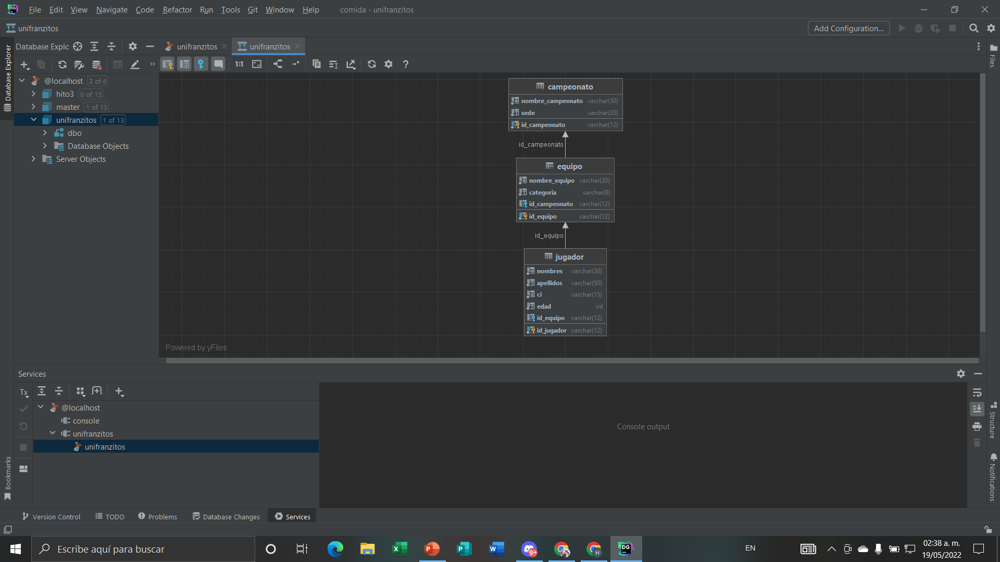 File Edit View Navigate Code Refactor Run Tools Git Window Help comida - unifranzitos
unifranzitos
Add Configuration...
Database Explc
unifranzitos
unifranzitos
1:1
@localhost 3 of 6
hito3 0 of 13
master 1 of 13
unifranzitos 1 of 13
dbo
Database Objects
Server Objects
Database Explorer
Files
campeonato
nombre_campeonato varchar(30)
sede varchar(20)
id_campeonato varchar(12)
id_campeonato
equipo
nombre_equipo varchar(30)
categoria varchar(8)
id_campeonato varchar(12)
id_equipo varchar(12)
id_equipo
jugador
nombres varchar(30)
apellidos varchar(50)
ci varchar(15)
edad int
id_equipo varchar(12)
id_jugador varchar(12)
Powered by yFiles
Services
Tx
@localhost
console
unifranzitos
unifranzitos
Console output
Structure
Notifications
Bookmarks
Version Control TODO Problems Database Changes Services
Escribe aquí para buscar
9+
DG
EN
02:38 a. m.
19/05/2022